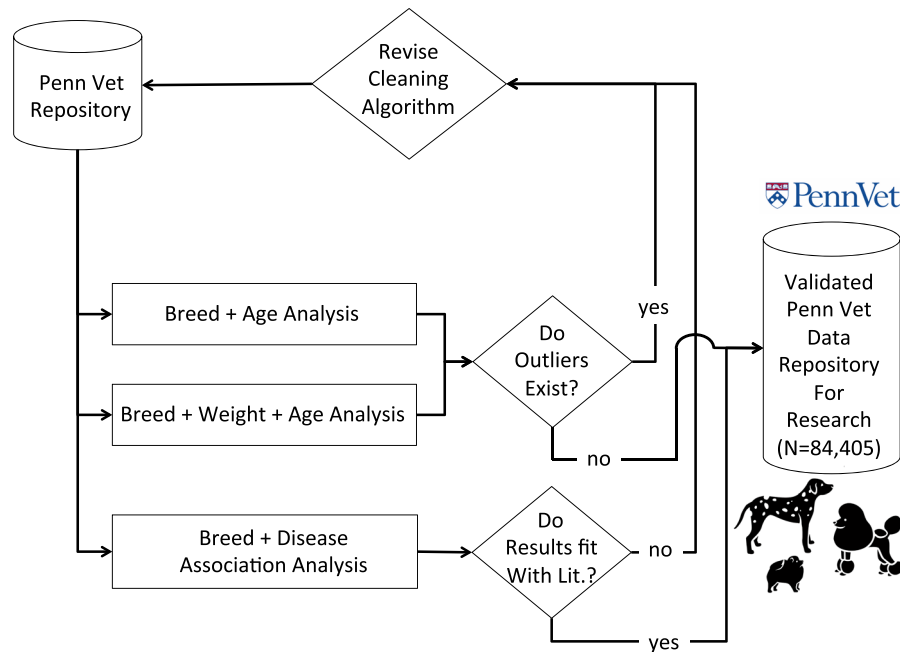 Penn Vet
Repository
Revise
Cleaning
Algorithm
PennVet
Breed + Age Analysis
Breed + Weight + Age Analysis
Do
Outliers
Exist?
yes
no
Validated
Penn Vet
Data
Repository
For
Research
(N=84,405)
Breed + Disease
Association Analysis
Do
Results fit
With Lit.?
no
yes